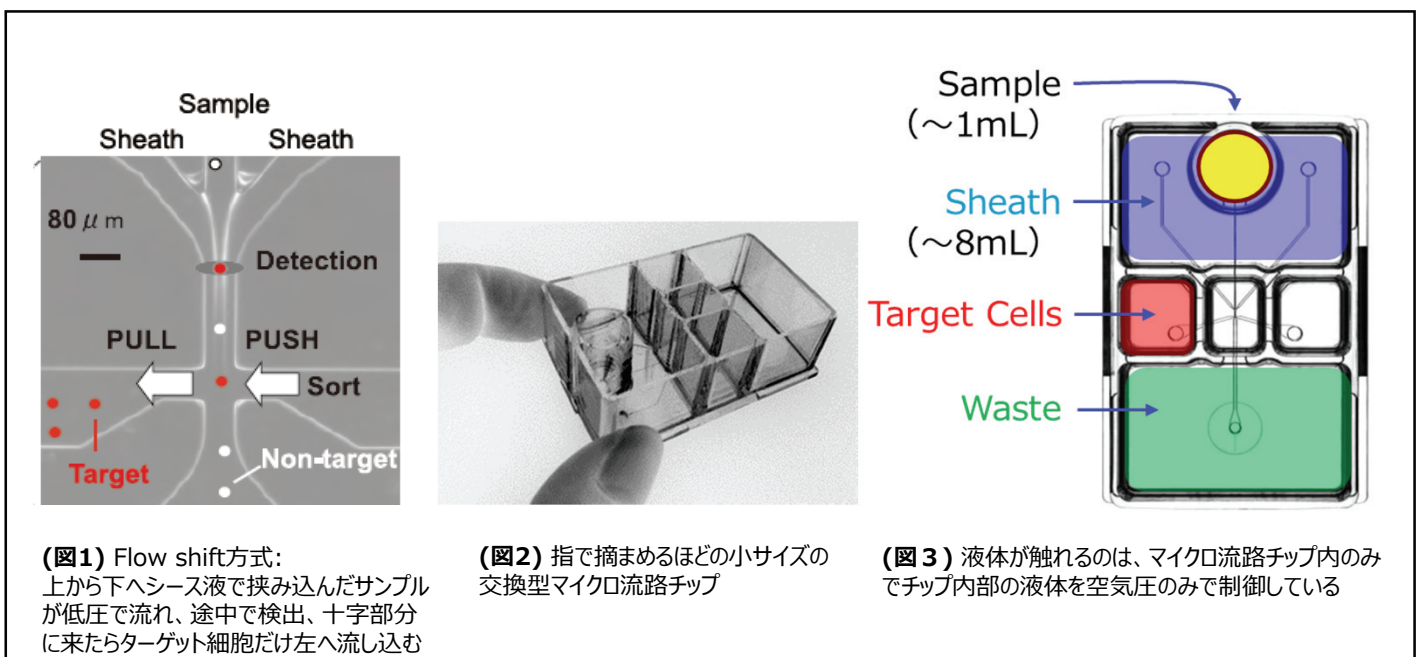 Sample
Sheath Sheath
80 μm
Detection
PULL PUSH
Sort
Target
Non-target
(図1) Flow shift方式:
上から下へシース液で挟み込んだサンプル
が低圧で流れ、途中で検出、十字部分
に来たらターゲット細胞だけ左へ流し込む
(図2) 指で摘まめるほどの小サイズの
交換型マイクロ流路チップ
Sample
(～1mL)
Sheath
(～8mL)
Target Cells
Waste
(図３) 液体が触れるのは、マイクロ流路チップ内のみ
でチップ内部の液体を空気圧のみで制御している